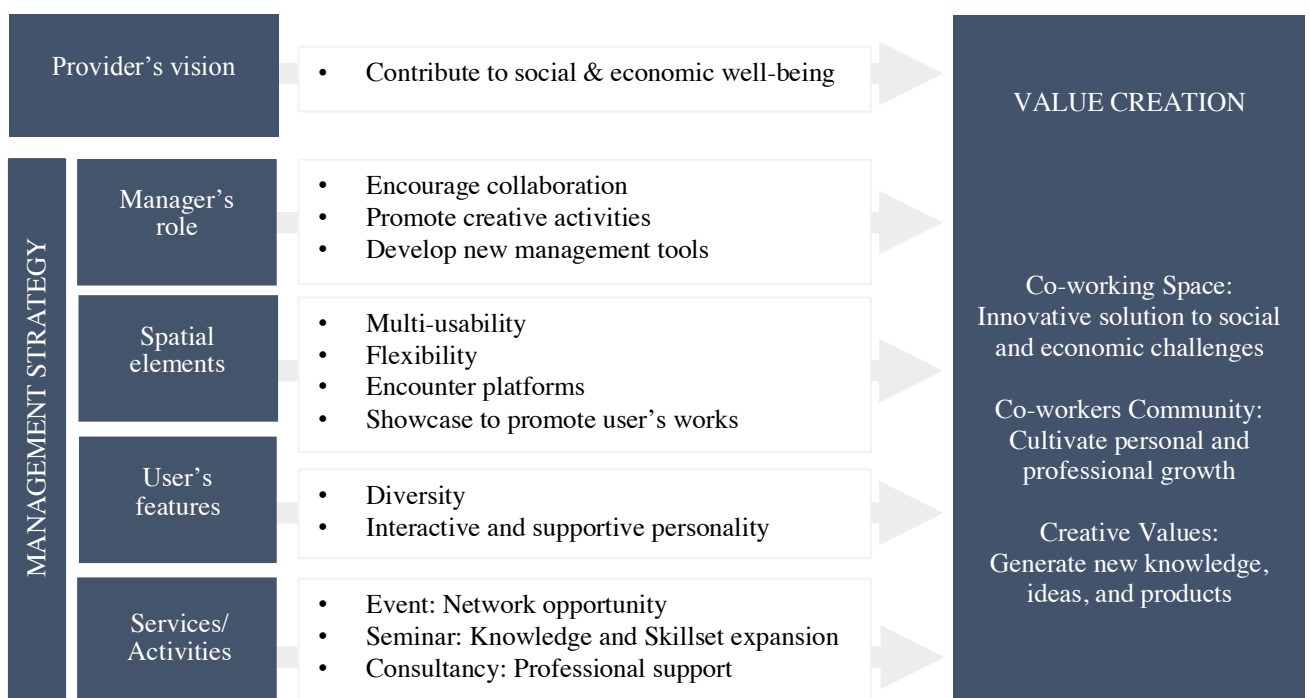 Provider’s vision
• Contribute to social & economic well-being
MANAGEMENT STRATEGY
Manager’s
role
• Encourage collaboration
• Promote creative activities
• Develop new management tools
Spatial
elements
• Multi-usability
• Flexibility
• Encounter platforms
• Showcase to promote user’s works
User’s
features
• Diversity
• Interactive and supportive personality
Services/
Activities
• Event: Network opportunity
• Seminar: Knowledge and Skillset expansion
• Consultancy: Professional support
VALUE CREATION
Co-working Space:
Innovative solution to social
and economic challenges
Co-workers Community:
Cultivate personal and
professional growth
Creative Values:
Generate new knowledge,
ideas, and products